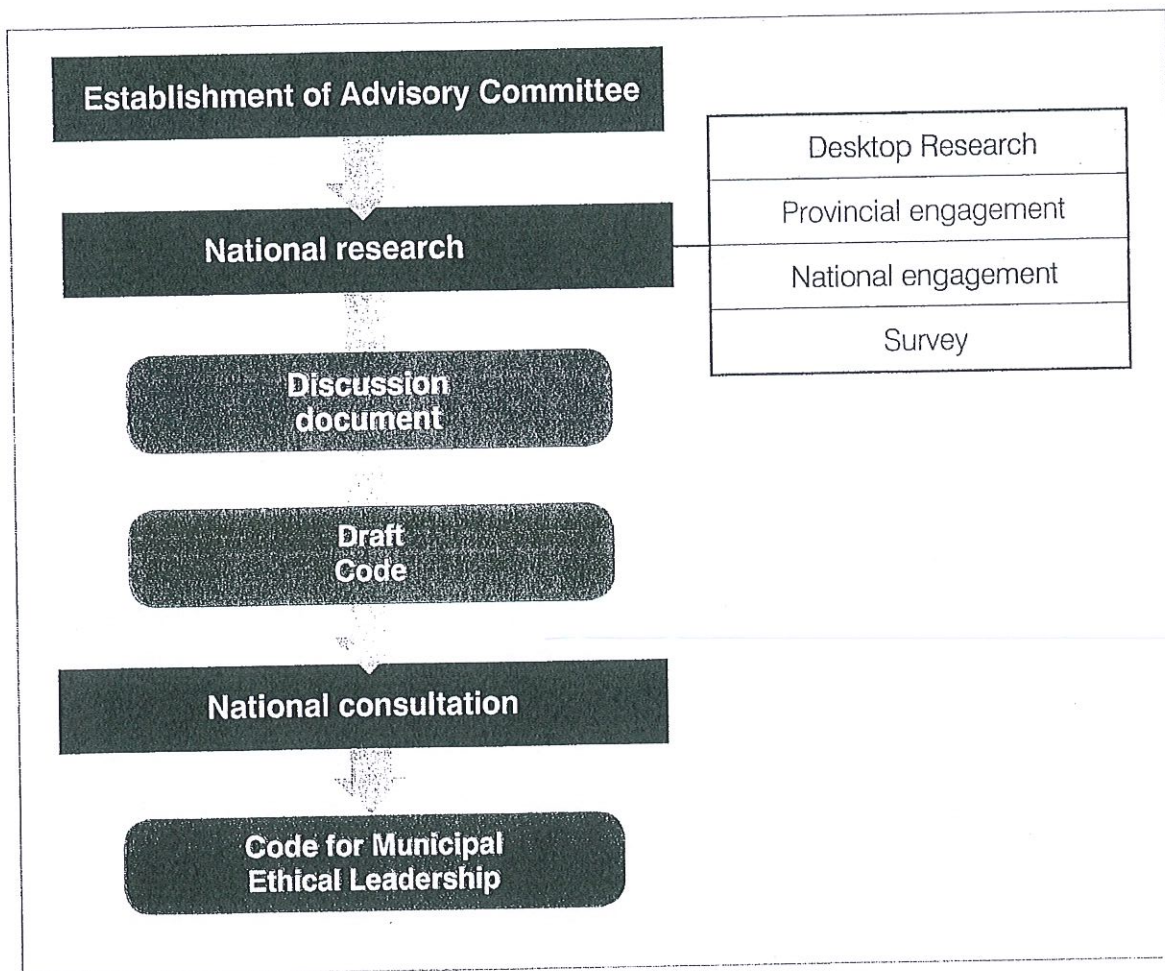 Establishment of Advisory Committee
National research
Desktop Research
Provincial engagement
National engagement
Survey
Discussion
document
Draft
Code
National consultation
Code for Municipal
Ethical Leadership